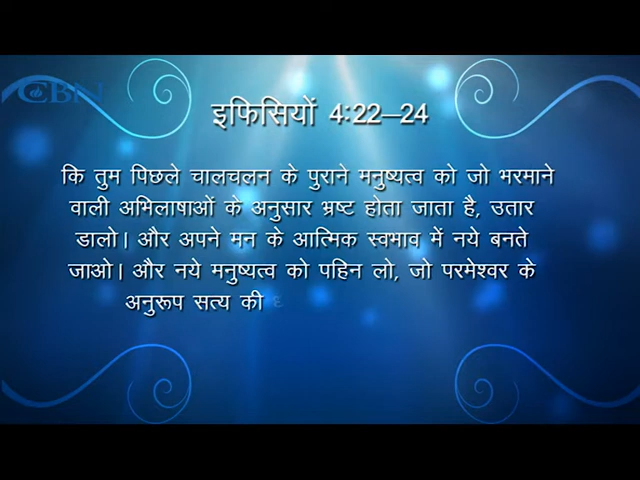 CBN
इफिसियों 4:22–24
कि तुम पिछले चालचलन के पुराने मनुष्यत्व को जो भरमाने
वाली अभिलाषाओं के अनुसार भ्रष्ट होता जाता है, उतार
डालो। और अपने मन के आत्मिक स्वभाव में नये बनते
जाओ। और नये मनुष्यत्व को पहिन लो, जो परमेश्वर के
अनुरूप सत्य की